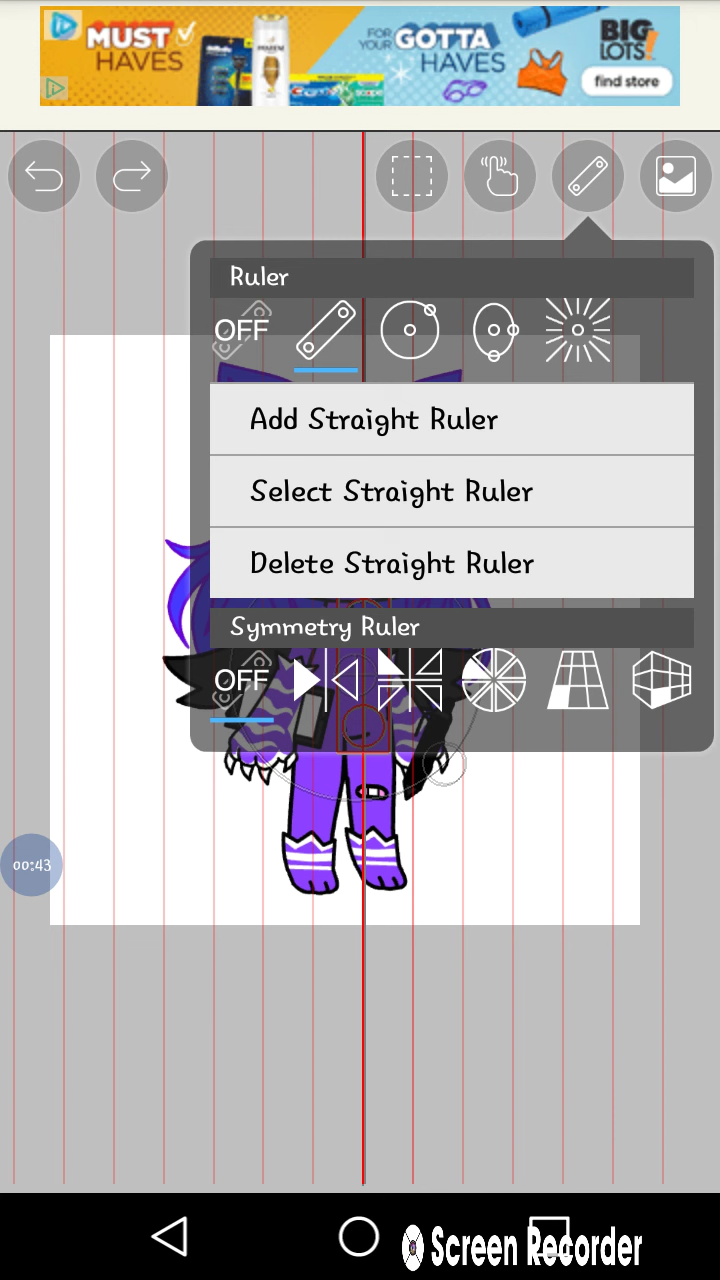 MUST
HAVES
FOR YOUR GOTTA
HAVES
BIG
LOTS!
find store
Ruler
OFF
Add Straight Ruler
Select Straight Ruler
Delete Straight Ruler
Symmetry Ruler
OFF
00:43
Screen Recorder